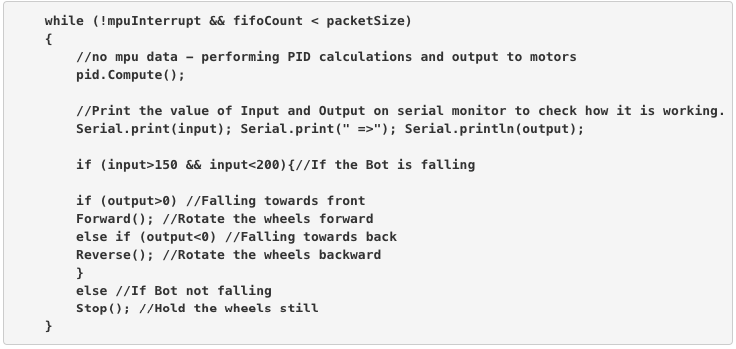 while (!mpuInterrupt && fifoCount < packetSize)
{
//no mpu data – performing PID calculations and output to motors
pid.Compute();
//Print the value of Input and Output on serial monitor to check how it is working.
Serial.print(input); Serial.print(" =>"); Serial.println(output);
if (input>150 && input<200){//If the Bot is falling
if (output>0) //Falling towards front
Forward(); //Rotate the wheels forward
else if (output<0) //Falling towards back
Reverse(); //Rotate the wheels backward
}
else //If Bot not falling
Stop(); //Hold the wheels still
}